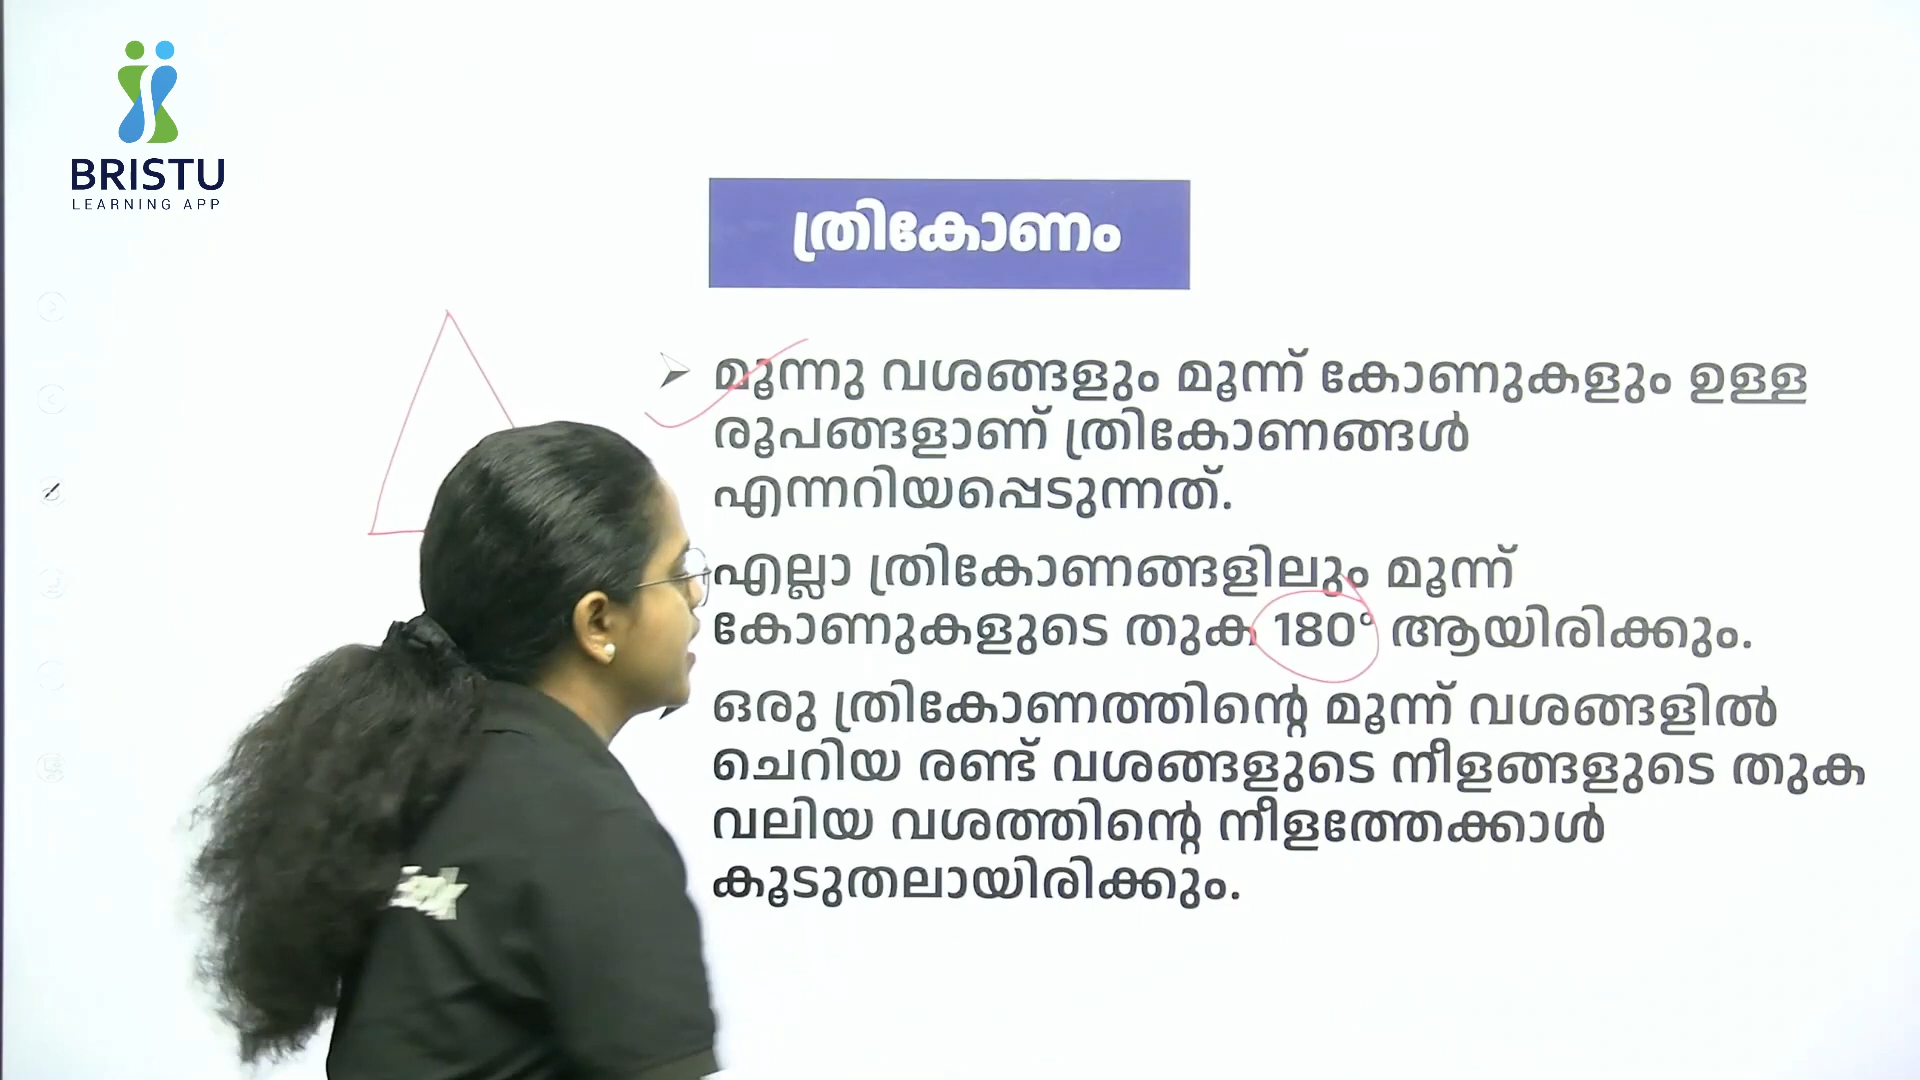 BRISTU
LEARNING APP
ത്രികോണം
മൂന്നു വശങ്ങളും മൂന്ന് കോണുകളും ഉള്ള
രൂപങ്ങളാണ് ത്രികോണങ്ങൾ
എന്നറിയപ്പെടുന്നത്.
എല്ലാ ത്രികോണങ്ങളിലും മൂന്ന്
കോണുകളുടെ തുക 180° ആയിരിക്കും.
ഒരു ത്രികോണത്തിന്റെ മൂന്ന് വശങ്ങളിൽ
ചെറിയ രണ്ട് വശങ്ങളുടെ നീളങ്ങളുടെ തുക
വലിയ വശത്തിന്റെ നീളത്തേക്കാൾ
കൂടുതലായിരിക്കും.